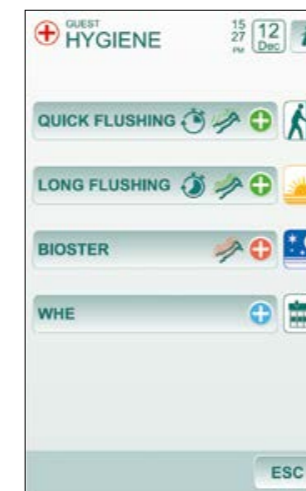 GUEST
HYGIENE
15
27
PM
12
Dec
QUICK FLUSHING
LONG FLUSHING
BIOSTER
WHE
ESC